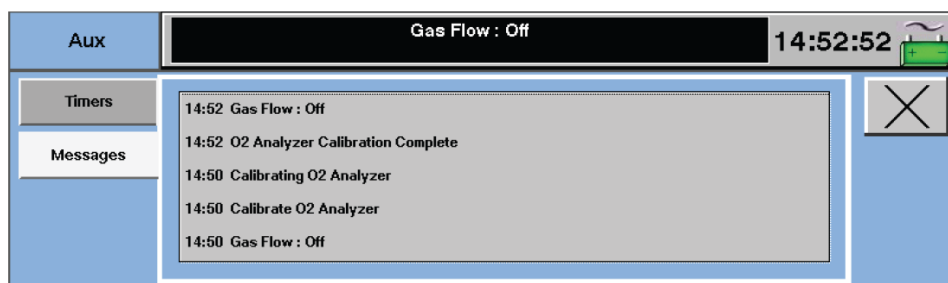 Aux
Gas Flow : Off
14:52:52
Timers
Messages
14:52 Gas Flow : Off
14:52 O2 Analyzer Calibration Complete
14:50 Calibrating O2 Analyzer
14:50 Calibrate O2 Analyzer
14:50 Gas Flow : Off